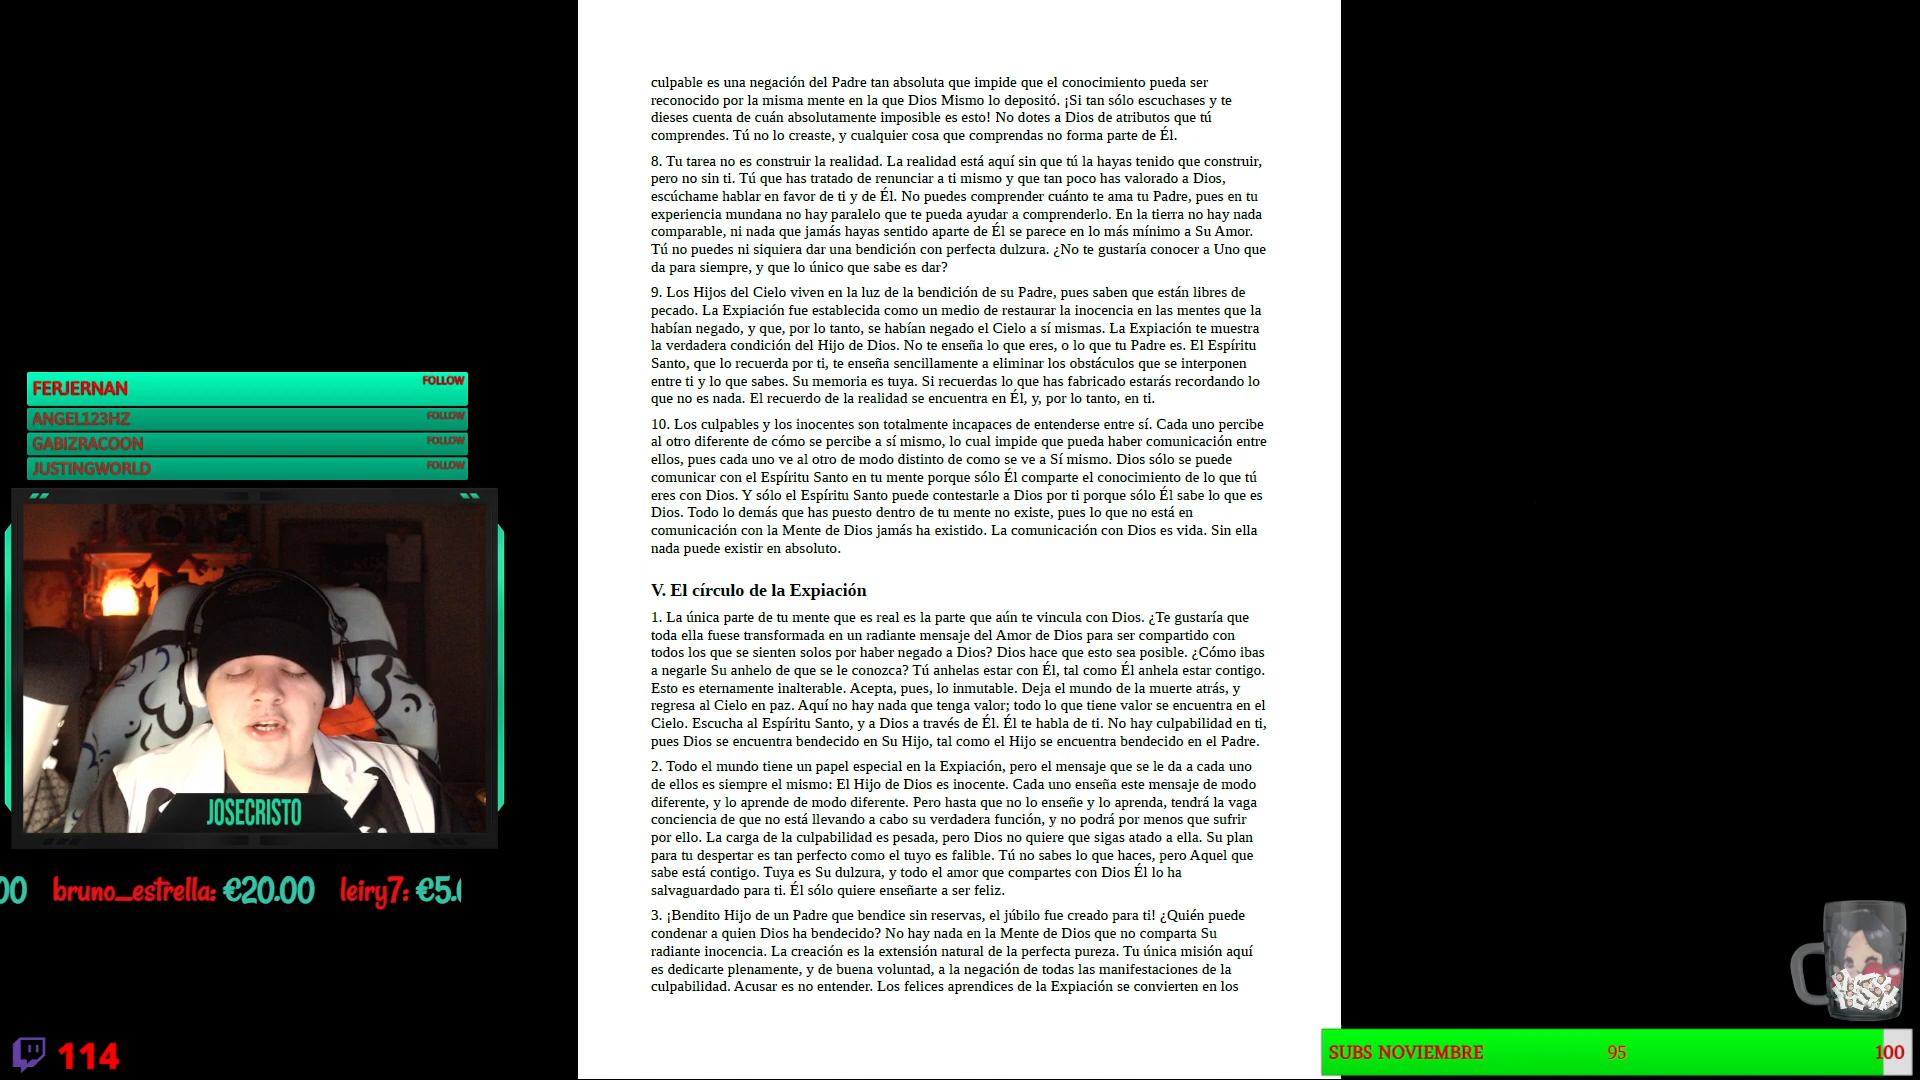 culpable es una negación del Padre tan absoluta que impide que el conocimiento pueda ser
reconocido por la misma mente en la que Dios Mismo lo depositó. ¡Si tan sólo escuchases y te
dieses cuenta de cuán absolutamente imposible es esto! No dotes a Dios de atributos que tú
comprendes. Tú no lo creaste, y cualquier cosa que comprendas no forma parte de Él.
8. Tu tarea no es construir la realidad. La realidad está aquí sin que tú la hayas tenido que construir,
pero no sin ti. Tú que has tratado de renunciar a ti mismo y que tan poco has valorado a Dios,
escúchame hablar en favor de ti y de Él. No puedes comprender cuánto te ama tu Padre, pues en tu
experiencia mundana no hay paralelo que te pueda ayudar a comprenderlo. En la tierra no hay nada
comparable, ni nada que jamás hayas sentido aparte de Él se parece en lo más mínimo a Su Amor.
Tú no puedes ni siquiera dar una bendición con perfecta dulzura. ¿No te gustaría conocer a Uno que
da para siempre, y que lo único que sabe es dar?
9. Los Hijos del Cielo viven en la luz de la bendición de su Padre, pues saben que están libres de
pecado. La Expiación fue establecida como un medio de restaurar la inocencia en las mentes que la
habían negado, y que, por lo tanto, se habían negado el Cielo a sí mismas. La Expiación te muestra
la verdadera condición del Hijo de Dios. No te enseña lo que eres, o lo que tu Padre es. El Espíritu
Santo, que lo recuerda por ti, te enseña sencillamente a eliminar los obstáculos que se interponen
entre ti y lo que sabes. Su memoria es tuya. Si recuerdas lo que has fabricado estarás recordando lo
que no es nada. El recuerdo de la realidad se encuentra en Él, y, por lo tanto, en ti.
10. Los culpables y los inocentes son totalmente incapaces de entenderse entre sí. Cada uno percibe
al otro diferente de cómo se percibe a sí mismo, lo cual impide que pueda haber comunicación entre
ellos, pues cada uno ve al otro de modo distinto de como se ve a Sí mismo. Dios sólo se puede
comunicar con el Espíritu Santo en tu mente porque sólo Él comparte el conocimiento de lo que tú
eres con Dios. Y sólo el Espíritu Santo puede contestarle a Dios por ti porque sólo Él sabe lo que es
Dios. Todo lo demás que has puesto dentro de tu mente no existe, pues lo que no está en
comunicación con la Mente de Dios jamás ha existido. La comunicación con Dios es vida. Sin ella
nada puede existir en absoluto.
V. El círculo de la Expiación
1. La única parte de tu mente que es real es la parte que aún te vincula con Dios. ¿Te gustaría que
toda ella fuese transformada en un radiante mensaje del Amor de Dios para ser compartido con
todos los que se sienten solos por haber negado a Dios? Dios hace que esto sea posible. ¿Cómo ibas
a negarle Su anhelo de que se le conozca? Tú anhelas estar con Él, tal como Él anhela estar contigo.
Esto es eternamente inalterable. Acepta, pues, lo inmutable. Deja el mundo de la muerte atrás, y
regresa al Cielo en paz. Aquí no hay nada que tenga valor; todo lo que tiene valor se encuentra en el
Cielo. Escucha al Espíritu Santo, y a Dios a través de Él. Él te habla de ti. No hay culpabilidad en ti,
pues Dios se encuentra bendecido en Su Hijo, tal como el Hijo se encuentra bendecido en el Padre.
2. Todo el mundo tiene un papel especial en la Expiación, pero el mensaje que se le da a cada uno
de ellos es siempre el mismo: El Hijo de Dios es inocente. Cada uno enseña este mensaje de modo
diferente, y lo aprende de modo diferente. Pero hasta que no lo enseñe y lo aprenda, tendrá la vaga
conciencia de que no está llevando a cabo su verdadera función, y no podrá por menos que sufrir
por ello. La carga de la culpabilidad es pesada, pero Dios no quiere que sigas atado a ella. Su plan
para tu despertar es tan perfecto como el tuyo es falible. Tú no sabes lo que haces, pero Aquel que
sabe está contigo. Tuya es Su dulzura, y todo el amor que compartes con Dios Él lo ha
salvaguardado para ti. Él sólo quiere enseñarte a ser feliz.
3. ¡Bendito Hijo de un Padre que bendice sin reservas, el júbilo fue creado para ti! ¿Quién puede
condenar a quien Dios ha bendecido? No hay nada en la Mente de Dios que no comparta Su
radiante inocencia. La creación es la extensión natural de la perfecta pureza. Tu única misión aquí
es dedicarte plenamente, y de buena voluntad, a la negación de todas las manifestaciones de la
culpabilidad. Acusar es no entender. Los felices aprendices de la Expiación se convierten en los
FERJERNAN FOLLOW
ANGEL123HZ FOLLOW
GABIZRACOON FOLLOW
JUSTINGWORLD FOLLOW
JOSECRISTO
00 bruno_estrella: €20.00 leiry7: €5.
114
SUBS NOVIEMBRE 95 100